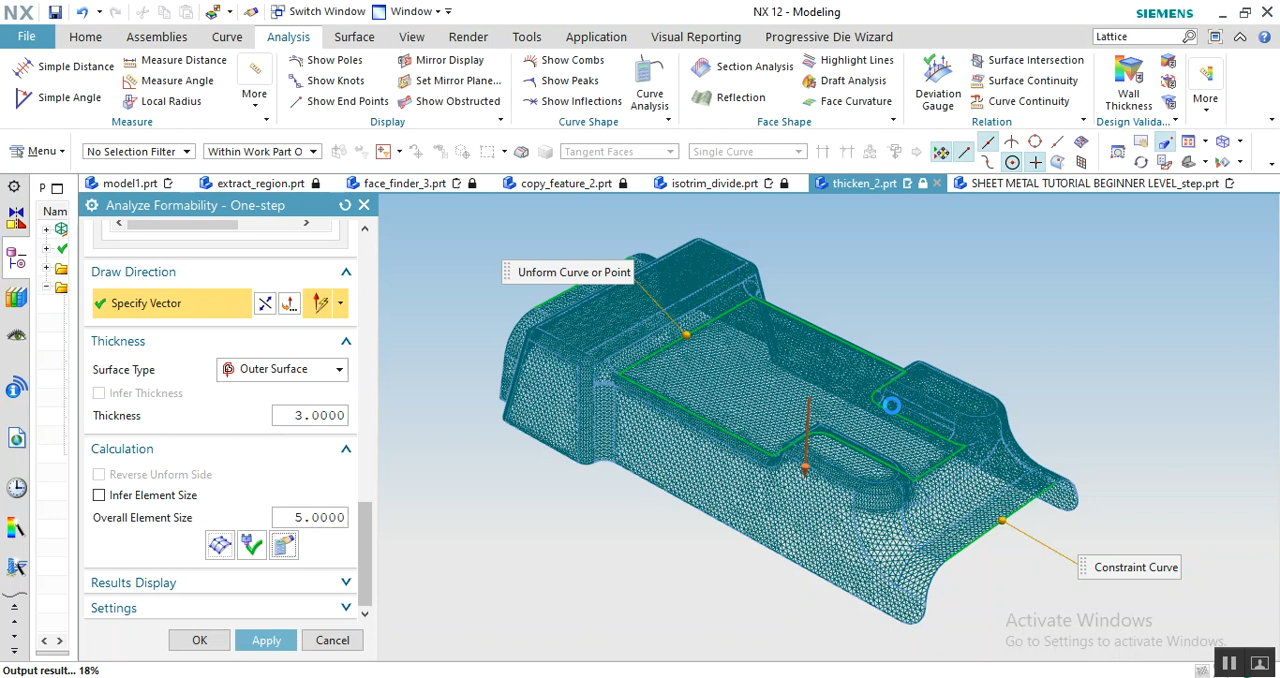 NX Switch Window Window NX 12 - Modeling SIEMENS
File Home Assemblies Curve Analysis Surface View Render Tools Application Visual Reporting Progressive Die Wizard Lattice
Simple Distance Measure Distance Show Poles Mirror Display Show Combs Section Analysis Highlight Lines Surface Intersection
Measure Angle Show Knots Set Mirror Plane... Show Peaks Draft Analysis Surface Continuity
Simple Angle Local Radius More Show End Points Show Obstructed Show Inflections Curve Analysis Reflection Face Curvature Deviation Gauge Curve Continuity Wall Thickness More
Measure Display Curve Shape Face Shape Relation Design Valida...
Menu No Selection Filter Within Work Part O Tangent Faces Single Curve
P model1.prt extract_region.prt face_finder_3.prt copy_feature_2.prt isotrim_divide.prt thicken_2.prt SHEET METAL TUTORIAL BEGINNER LEVEL_step.prt
Nam Analyze Formability - One-step
Draw Direction
Specify Vector
Thickness
Surface Type Outer Surface
Infer Thickness
Thickness 3.0000
Calculation
Reverse Unform Side
Infer Element Size
Overall Element Size 5.0000
Results Display
Settings
OK Apply Cancel
Unform Curve or Point
Constraint Curve
Activate Windows
Go to Settings to activate Windows.
Output result... 18%